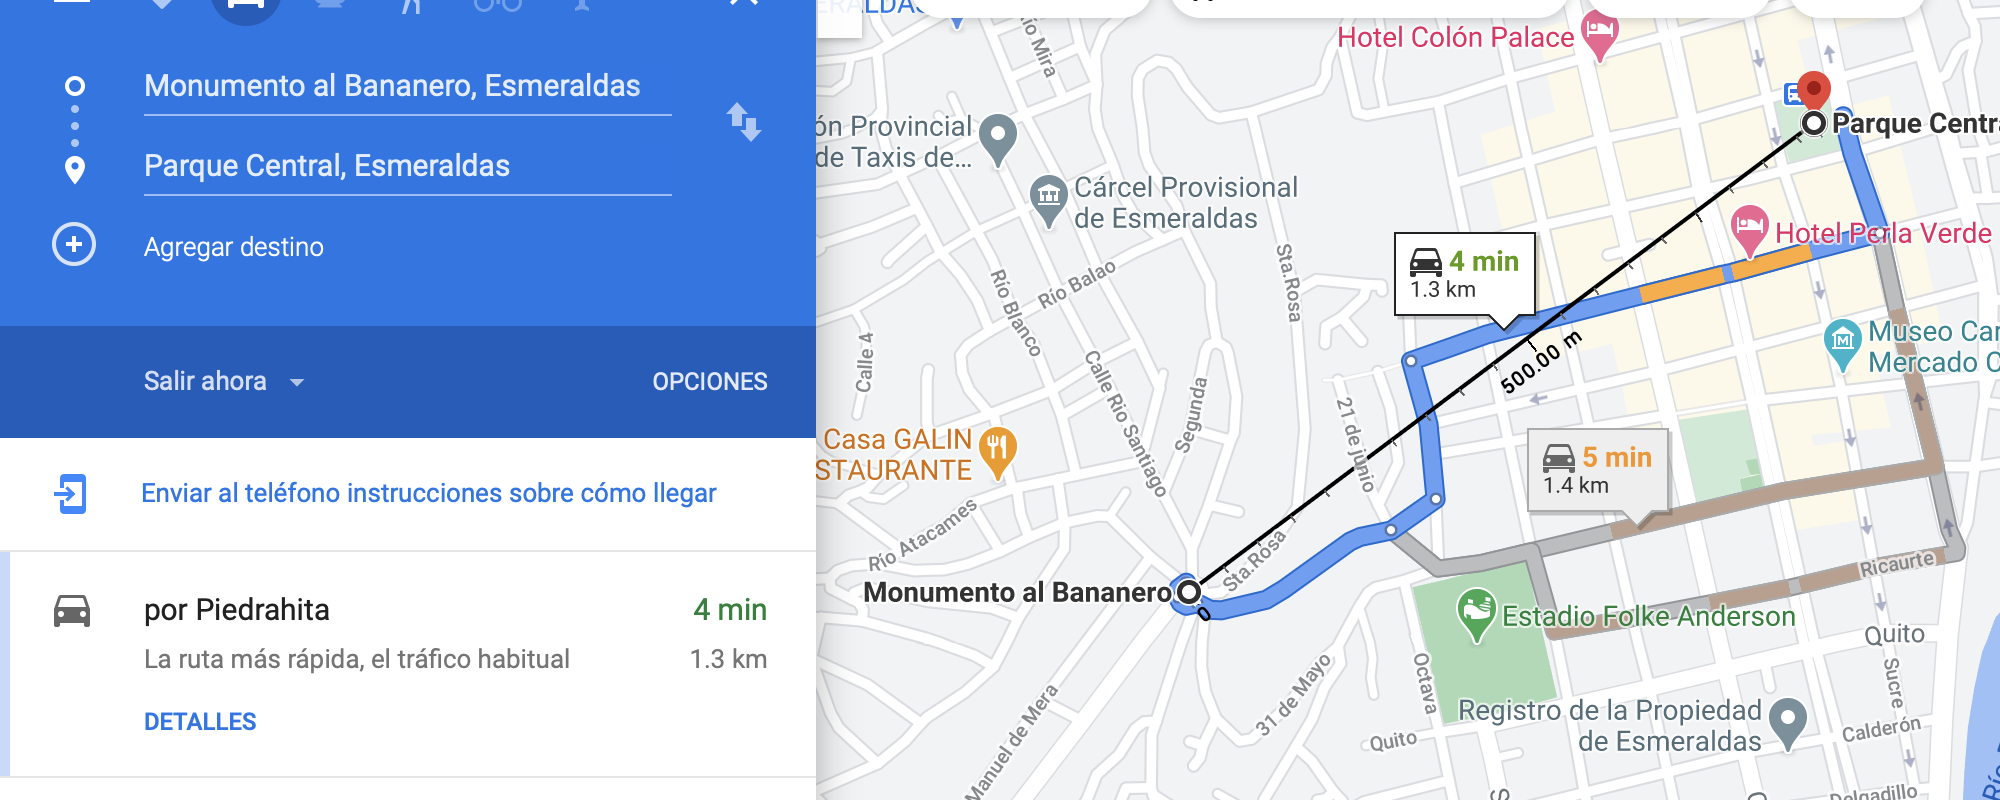 Monumento al Bananero, Esmeraldas
Parque Central, Esmeraldas
Agregar destino
Salir ahora
OPCIONES
Enviar al teléfono instrucciones sobre cómo llegar
por Piedrahita
4 min
La ruta más rápida, el tráfico habitual
1.3 km
DETALLES
Hotel Colón Palace
Río Mira
ón Provincial
de Taxis de...
Parque Centr
Cárcel Provisional
de Esmeraldas
Hotel Perla Verde
Sta.Rosa
4 min
1.3 km
Río Balao
Río Blanco
Calle 4
Museo Car
Mercado C
500.00 m
Calle Rio Santiago
Segunda
21 de junio
Casa GALIN
STAURANTE
5 min
1.4 km
Río Atacames
Sta.Rosa
Monumento al Bananero
0
Ricaurte
Estadio Folke Anderson
Quito
Octava
Sucre
31 de Mayo
Manuel de Mera
Registro de la Propiedad
de Esmeraldas
Quito
Calderón
Delgadillo